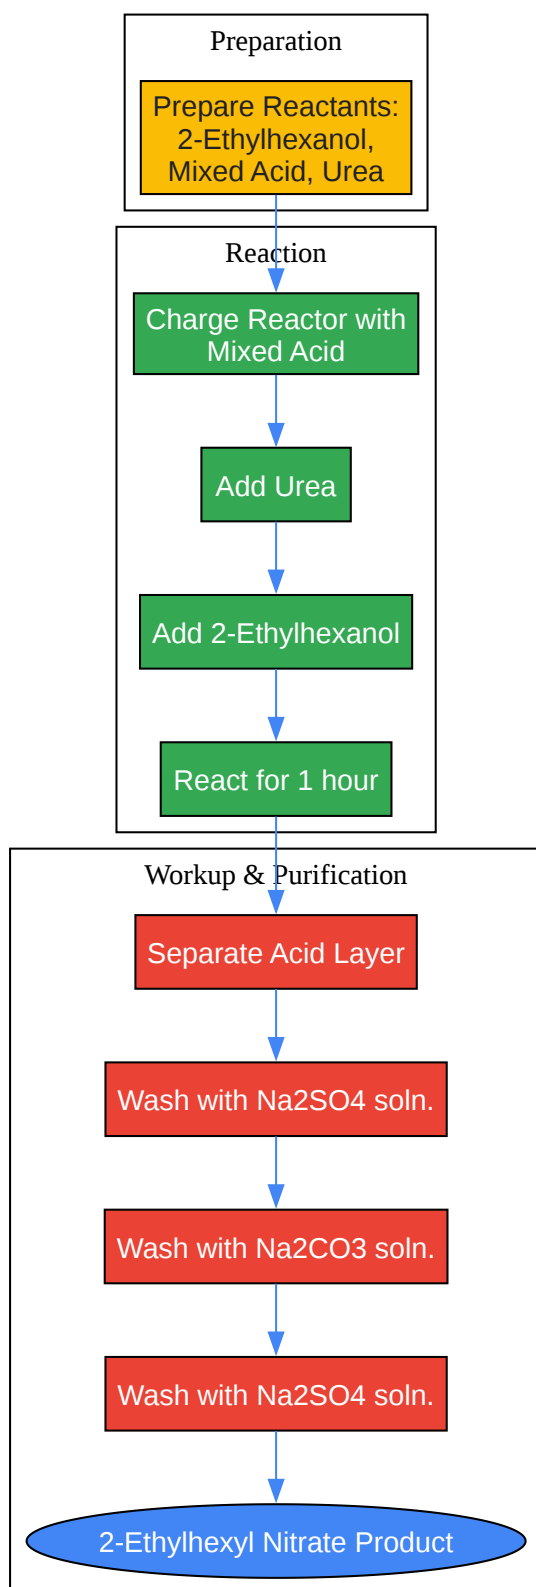 Preparation
Prepare Reactants:
2-Ethylhexanol,
Mixed Acid, Urea
Reaction
Charge Reactor with
Mixed Acid
Add Urea
Add 2-Ethylhexanol
React for 1 hour
Workup & Purification
Separate Acid Layer
Wash with Na2SO4 soln.
Wash with Na2CO3 soln.
Wash with Na2SO4 soln.
2-Ethylhexyl Nitrate Product